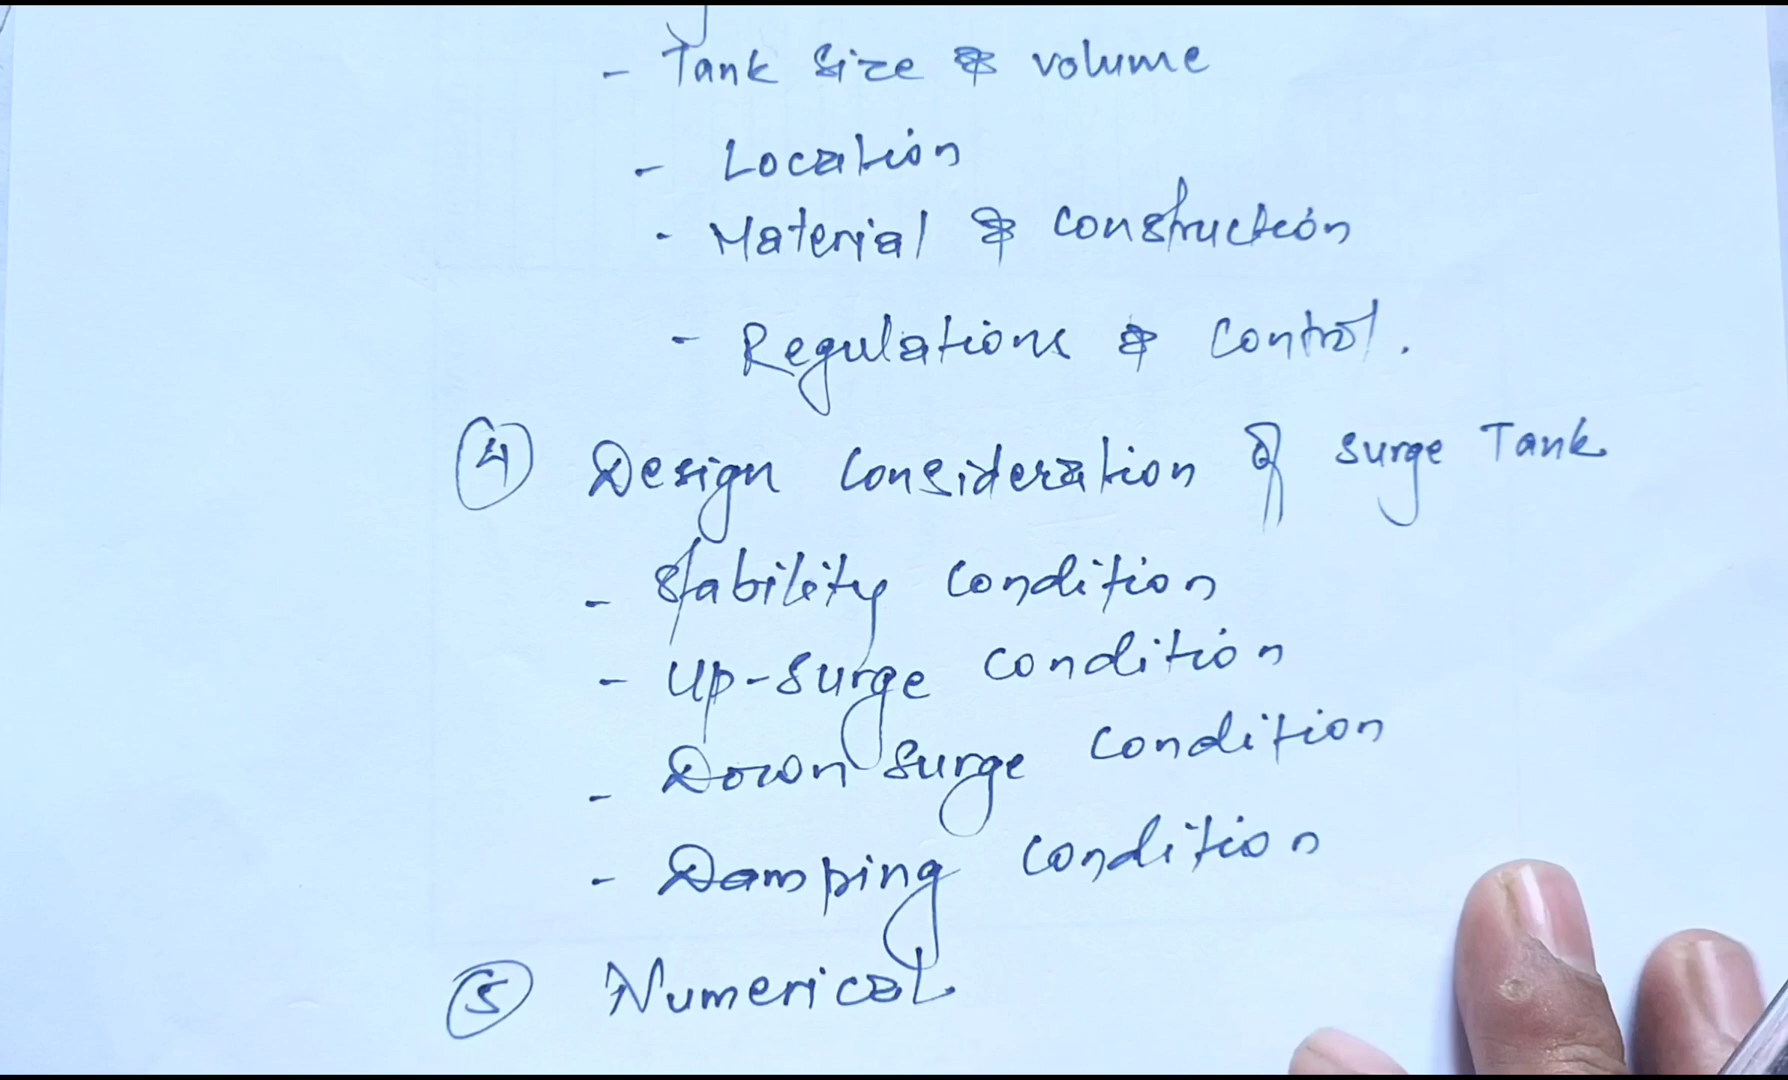 - Tank size & volume
- Location
- Material & construction
- Regulations & control.
④ Design consideration of surge Tank
- stability condition
- Up-surge condition
- Down surge condition
- Damping condition
⑤ Numerical